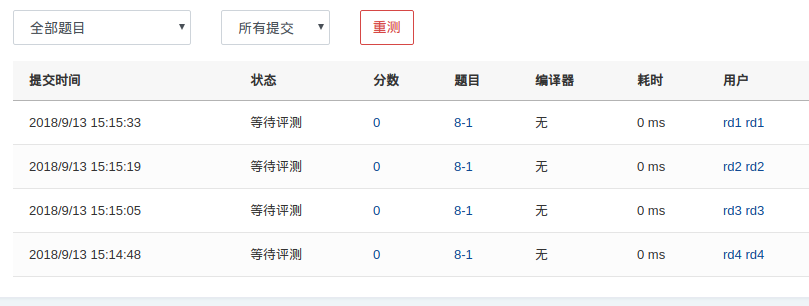 全部题目 所有提交 重测
提交时间 状态 分数 题目 编译器 耗时 用户
2018/9/13 15:15:33 等待评测 0 8-1 无 0 ms rd1 rd1
2018/9/13 15:15:19 等待评测 0 8-1 无 0 ms rd2 rd2
2018/9/13 15:15:05 等待评测 0 8-1 无 0 ms rd3 rd3
2018/9/13 15:14:48 等待评测 0 8-1 无 0 ms rd4 rd4